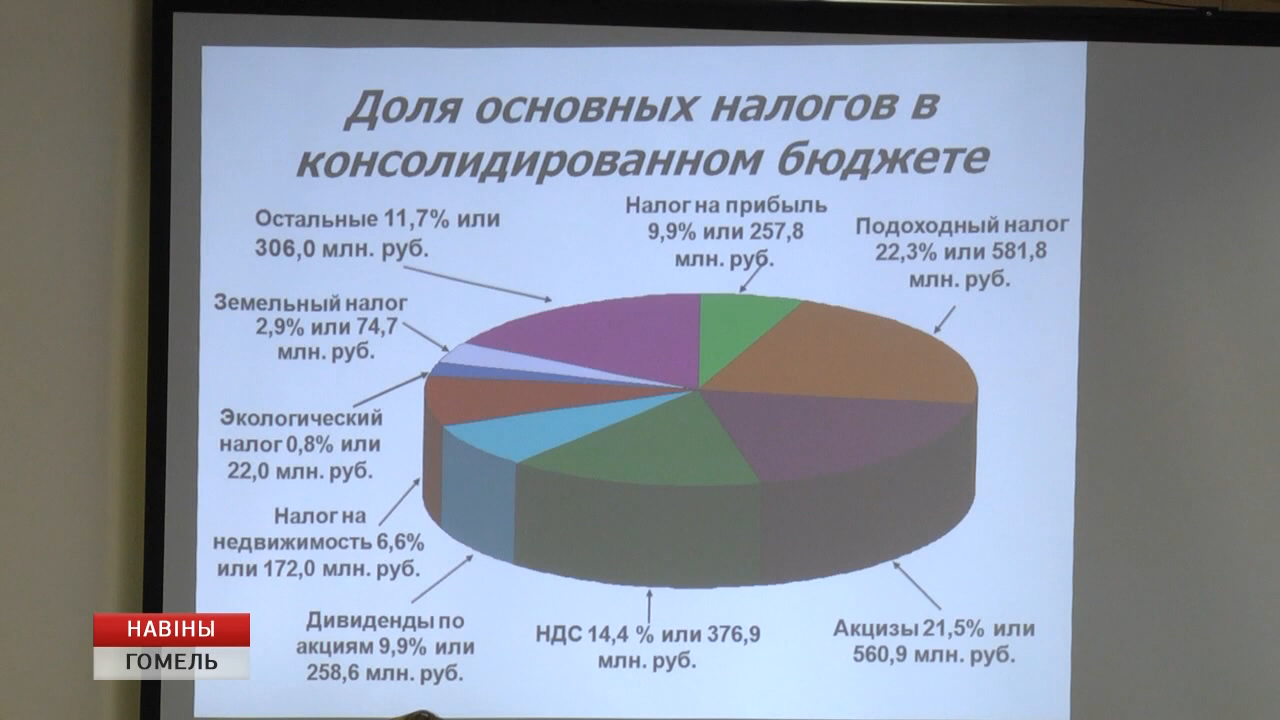 Доля основных налогов в
консолидированном бюджете
Остальные 11,7% или
306,0 млн. руб.
Налог на прибыль
9,9% или 257,8
млн. руб.
Подоходный налог
22,3% или 581,8
млн. руб.
Земельный налог
2,9% или 74,7
млн. руб.
Экологический
налог 0,8% или
22,0 млн. руб.
Налог на
недвижимость 6,6%
или 172,0 млн. руб.
Дивиденды по
акциям 9,9% или
258,6 млн. руб.
НДС 14,4 % или 376,9
млн. руб.
Акцизы 21,5% или
560,9 млн. руб.
НАВІНЫ
ГОМЕЛЬ